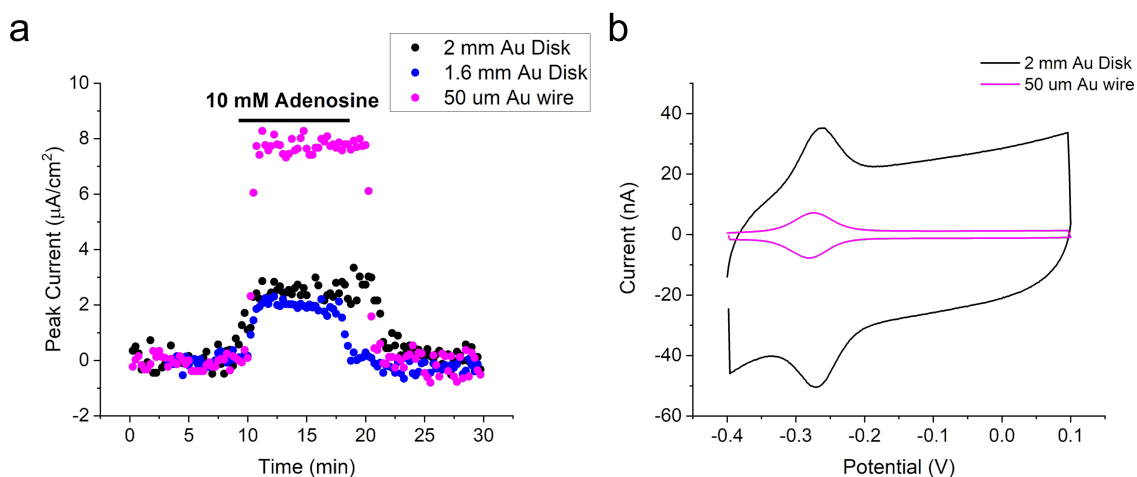 a
2 mm Au Disk
1.6 mm Au Disk
50 um Au wire
10 mM Adenosine
10
8
6
4
2
0
-2
Peak Current (μA/cm²)
0 5 10 15 20 25 30
Time (min)
b
2 mm Au Disk
50 um Au wire
40
20
0
-20
-40
-60
Current (nA)
-0.4 -0.3 -0.2 -0.1 0.0 0.1
Potential (V)